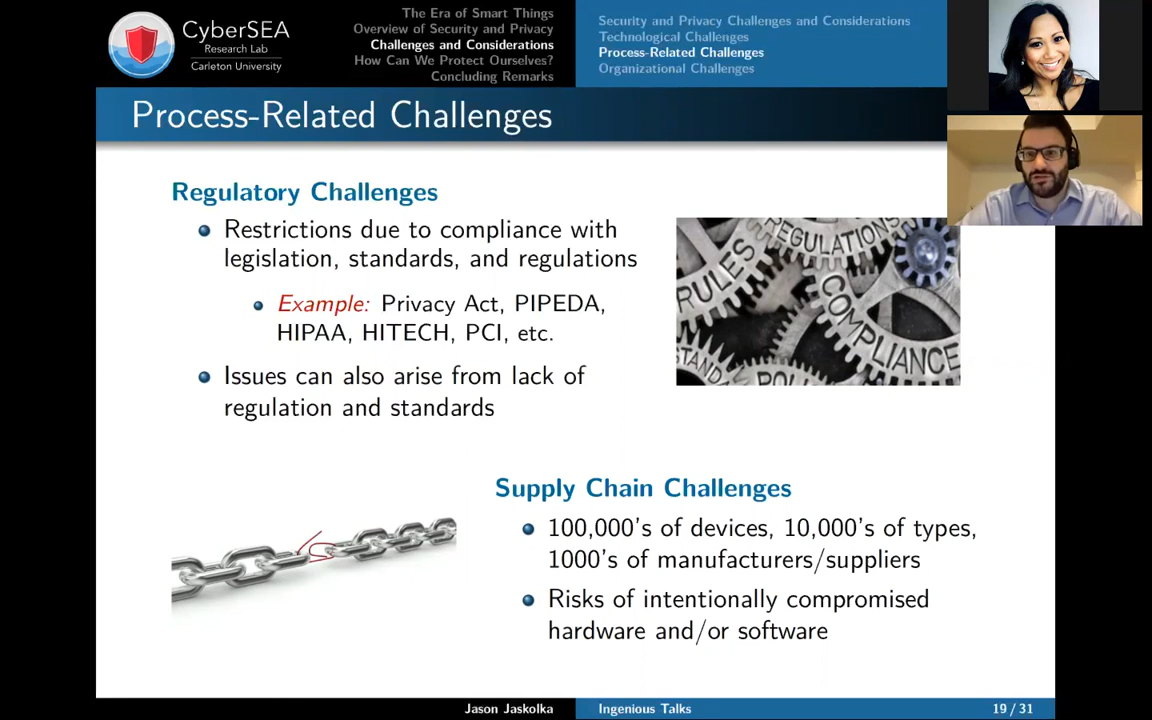 CyberSEA
Research Lab
Carleton University
The Era of Smart Things
Overview of Security and Privacy
Challenges and Considerations
How Can We Protect Ourselves?
Concluding Remarks
Security and Privacy Challenges and Considerations
Technological Challenges
Process-Related Challenges
Organizational Challenges
Process-Related Challenges
Regulatory Challenges
Restrictions due to compliance with
legislation, standards, and regulations
Example: Privacy Act, PIPEDA,
HIPAA, HITECH, PCI, etc.
Issues can also arise from lack of
regulation and standards
RULES
REGULATIONS
COMPLIANCE
Supply Chain Challenges
100,000's of devices, 10,000's of types,
1000's of manufacturers/suppliers
Risks of intentionally compromised
hardware and/or software
Jason Jaskolka
Ingenious Talks
19 / 31